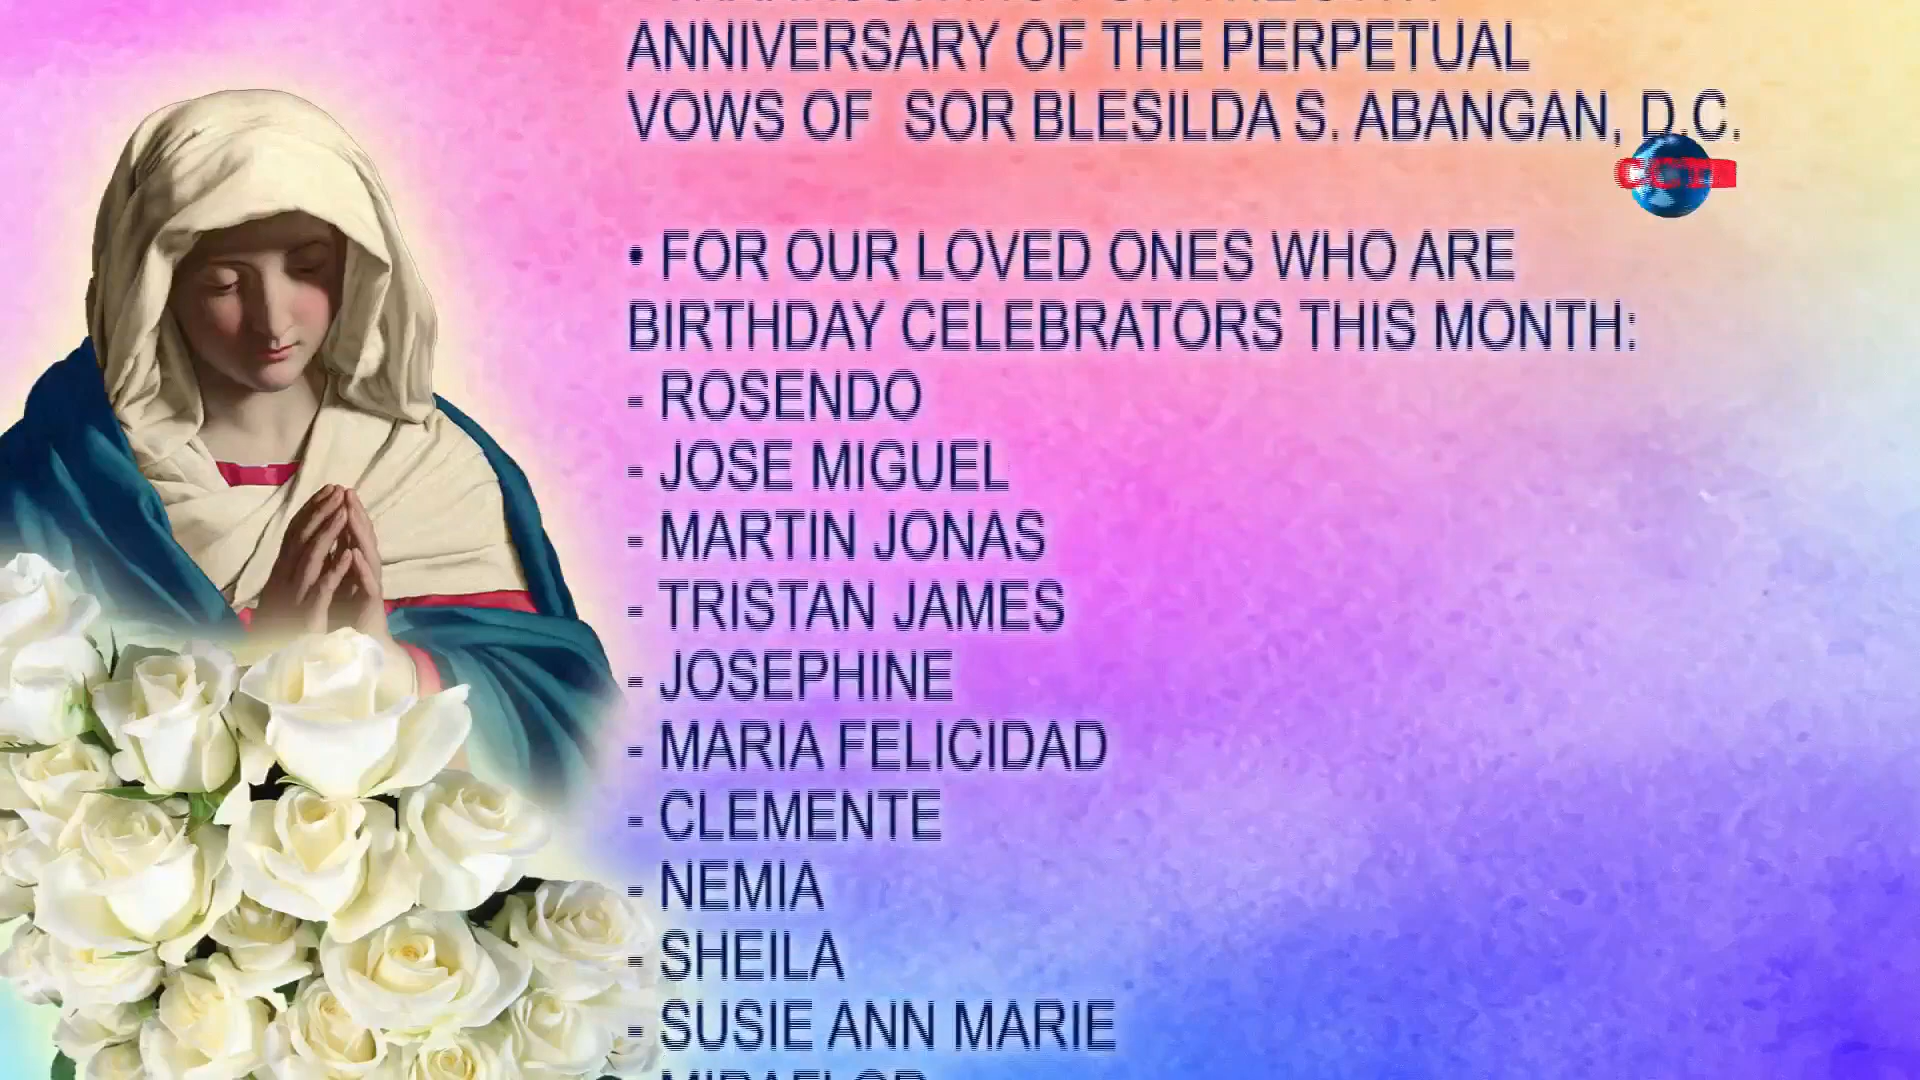 ANNIVERSARY OF THE PERPETUAL
VOWS OF SOR BLESILDA S. ABANGAN, D.C.
• FOR OUR LOVED ONES WHO ARE
BIRTHDAY CELEBRATORS THIS MONTH:
- ROSENDO
- JOSE MIGUEL
- MARTIN JONAS
- TRISTAN JAMES
- JOSEPHINE
- MARIA FELICIDAD
- CLEMENTE
- NEMIA
- SHEILA
- SUSIE ANN MARIE